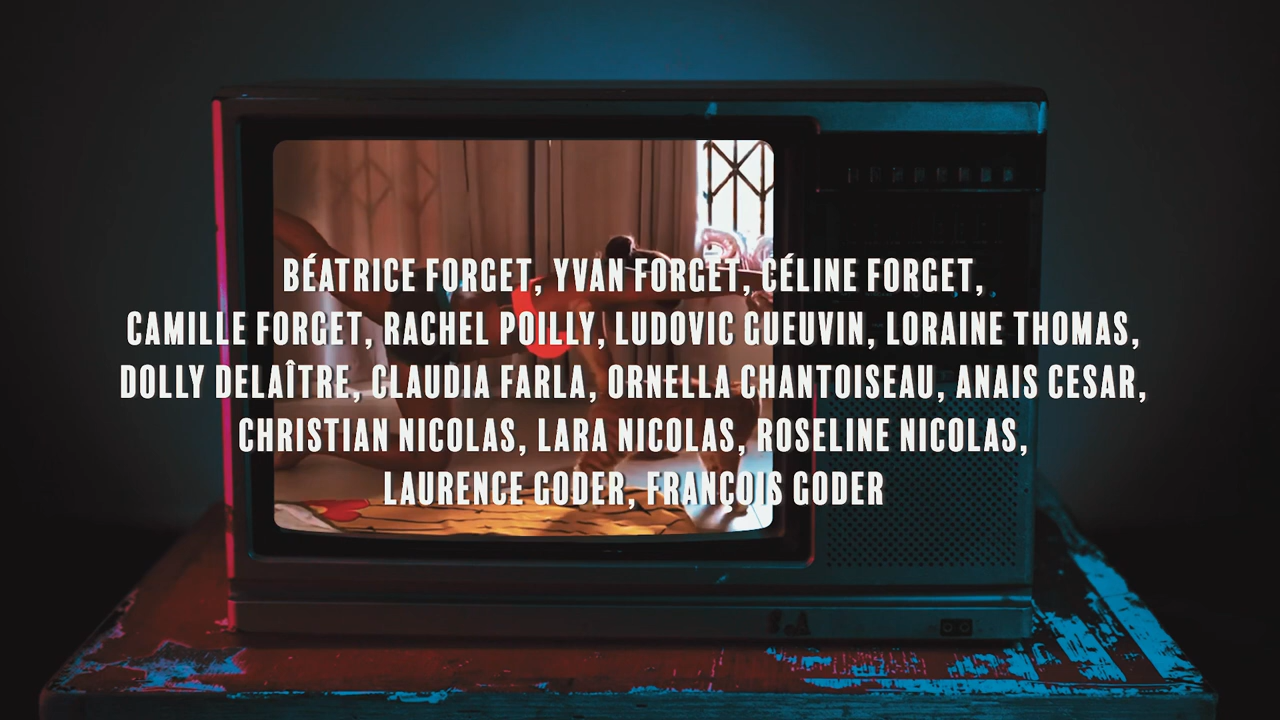 BÉATRICE FORGET, YVAN FORGET, CÉLINE FORGET,
CAMILLE FORGET, RACHEL POILLY, LUDOVIC GUEUVIN, LORAINE THOMAS,
DOLLY DELAÎTRE, CLAUDIA FARLA, ORNELLA CHANTOISEAU, ANAIS CESAR,
CHRISTIAN NICOLAS, LARA NICOLAS, ROSELINE NICOLAS,
LAURENCE GODER, FRANÇOIS GODER